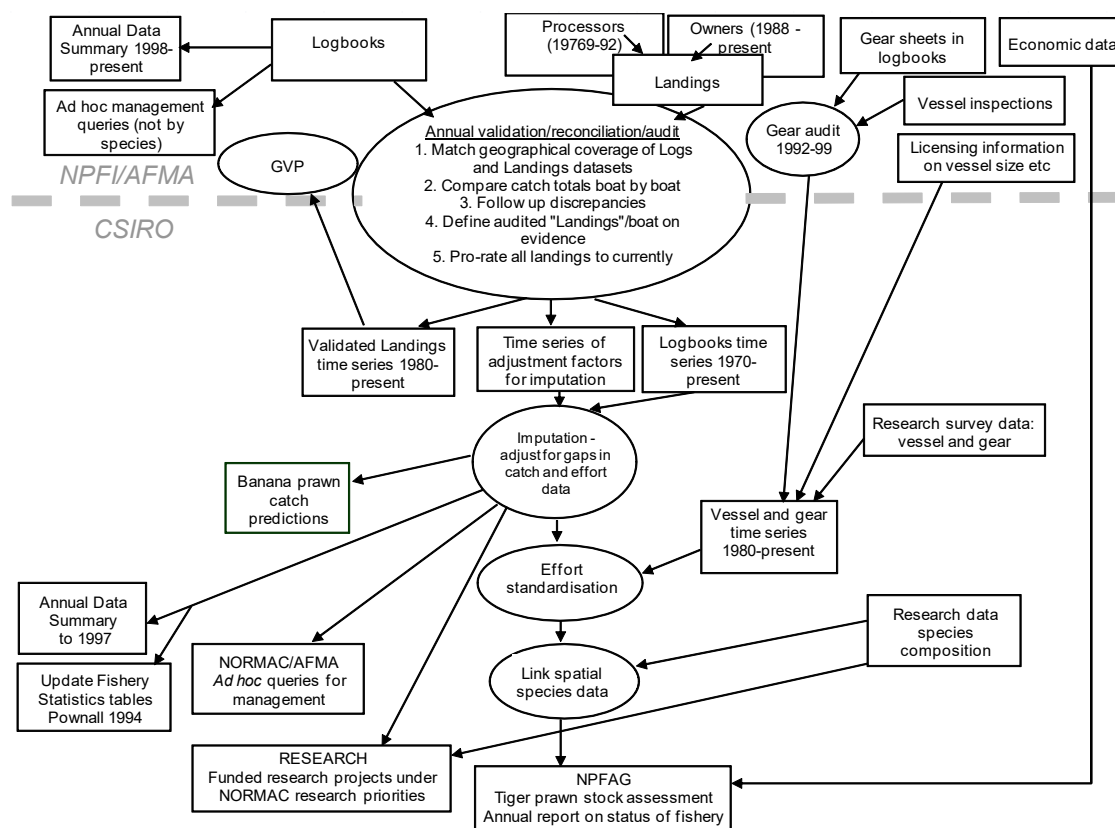 Annual Data
Summary 1998-
present
Logbooks
Processors
(19769-92)
Owners (1988 -
present
Landings
Gear sheets in
logbooks
Economic data
Ad hoc management
queries (not by
species)
Vessel inspections
Gear audit
1992-99
Licensing information
on vessel size etc
GVP
NPFI/AFMA
CSIRO
Annual validation/reconciliation/audit
1. Match geographical coverage of Logs
and Landings datasets
2. Compare catch totals boat by boat
3. Follow up discrepancies
4. Define audited "Landings"/boat on
evidence
5. Pro-rate all landings to currently
Validated Landings
time series 1980-
present
Time series of
adjustment factors
for imputation
Logbooks time
series 1970-
present
Imputation -
adjust for gaps in
catch and effort
data
Research survey data:
vessel and gear
Banana prawn
catch
predictions
Vessel and gear
time series
1980-present
Effort
standardisation
Annual Data
Summary
to 1997
Research data
species
composition
NORMAC/AFMA
Ad hoc queries for
management
Link spatial
species data
Update Fishery
Statistics tables
Pownall 1994
RESEARCH
Funded research projects under
NORMAC research priorities
NPFAG
Tiger prawn stock assessment
Annual report on status of fishery